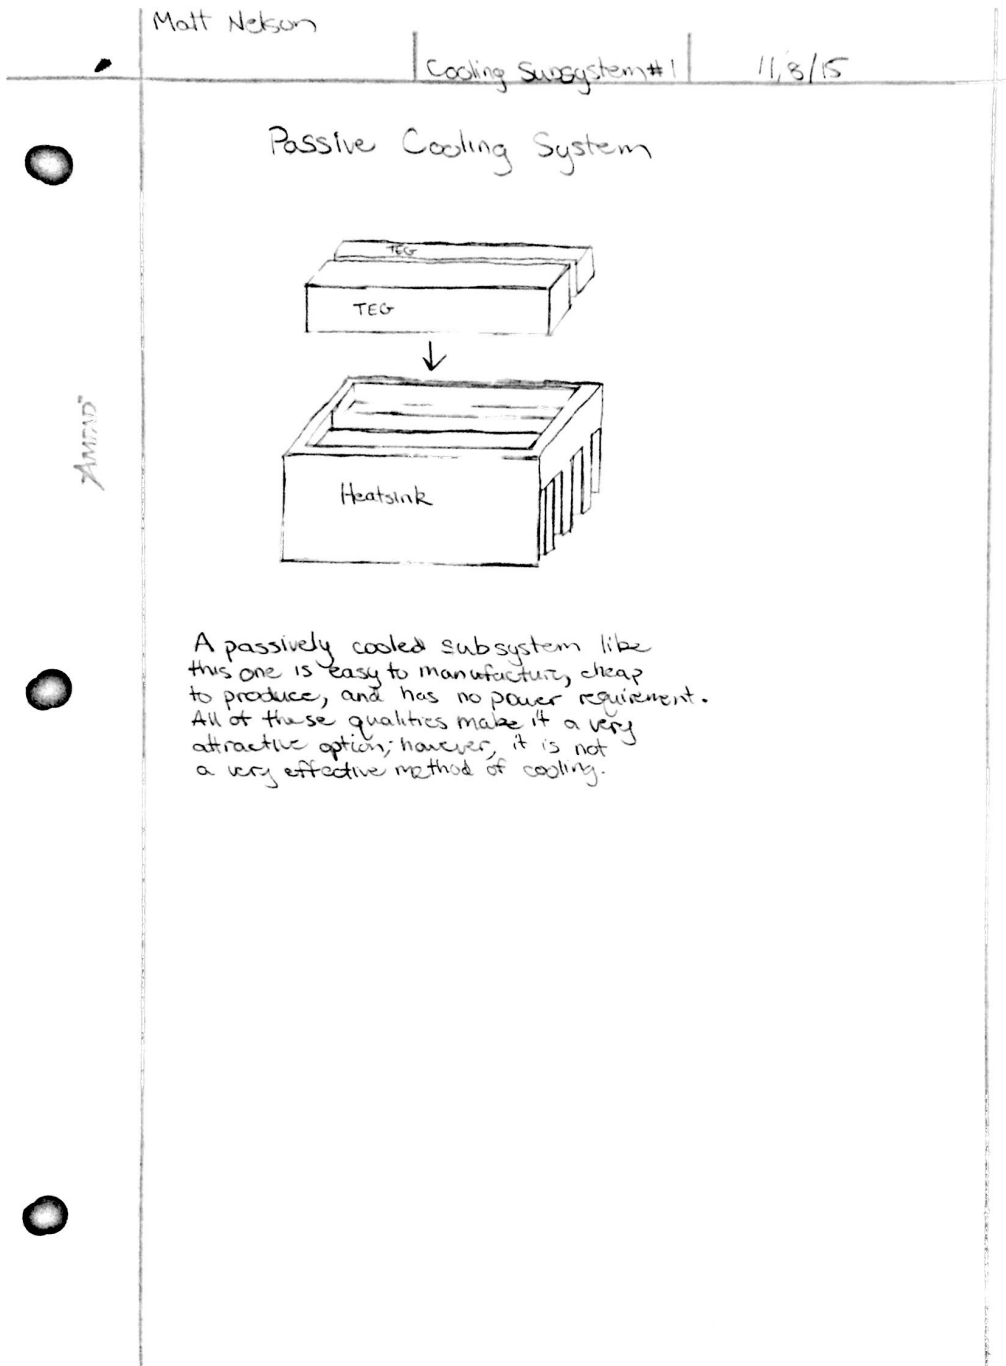 Matt Nelson
Cooling Subsystem #1
11/8/15
Passive Cooling System
TEG
TEG
Heatsink
AMPAD™
A passively cooled subsystem like
this one is easy to manufacture, cheap
to produce, and has no power requirement.
All of these qualities make it a very
attractive option; however, it is not
a very effective method of cooling.